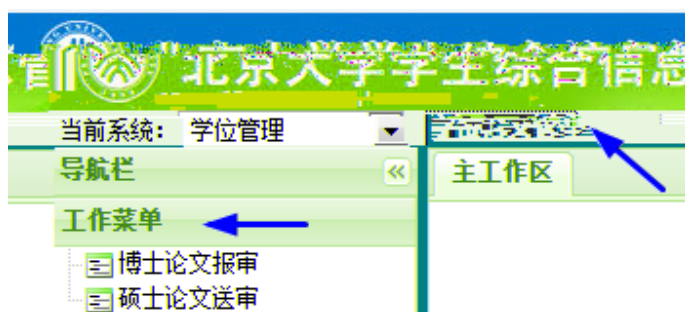 北京大学学生综合信息
当前系统： 学位管理
导航栏
主工作区
工作菜单
博士论文报审
硕士论文送审